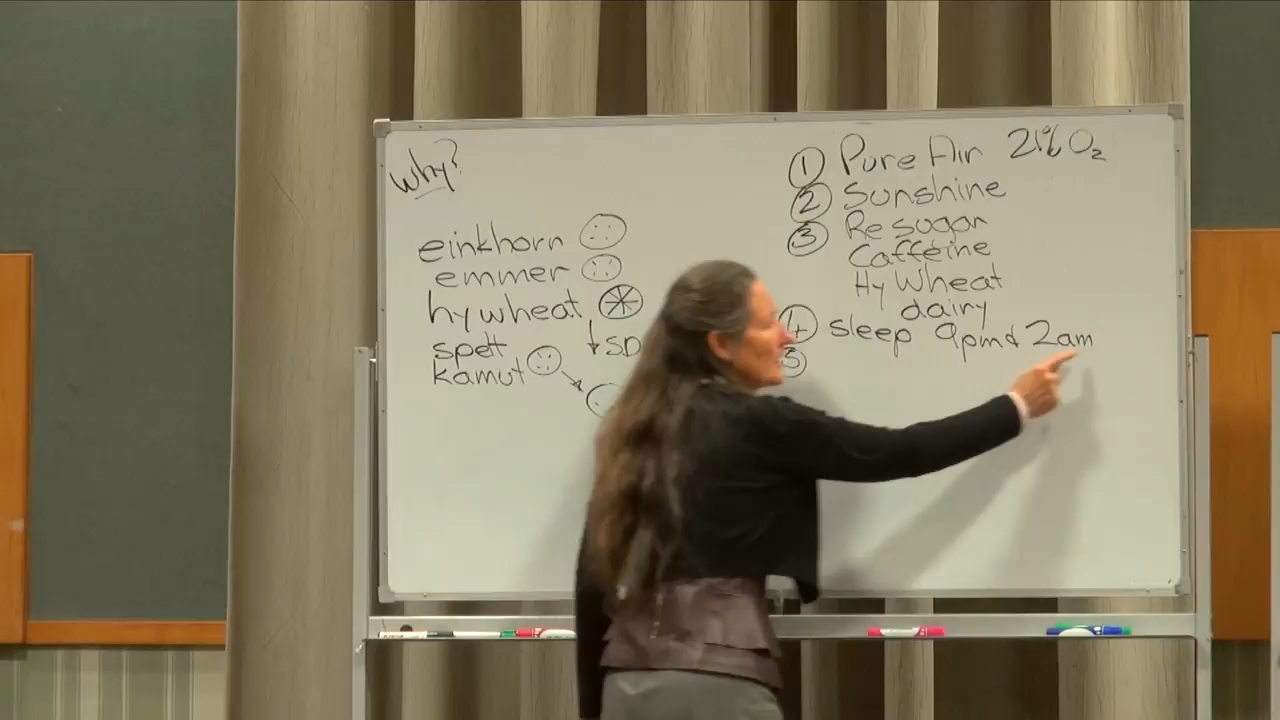 Why?
einkhorn
emmer
hy wheat
↓ S.D
spelt
kamut
① Pure Air 21% O₂
② Sunshine
③ Re sugar
Caffeine
Hy Wheat
dairy
④ sleep 9pm & 2am
⑤